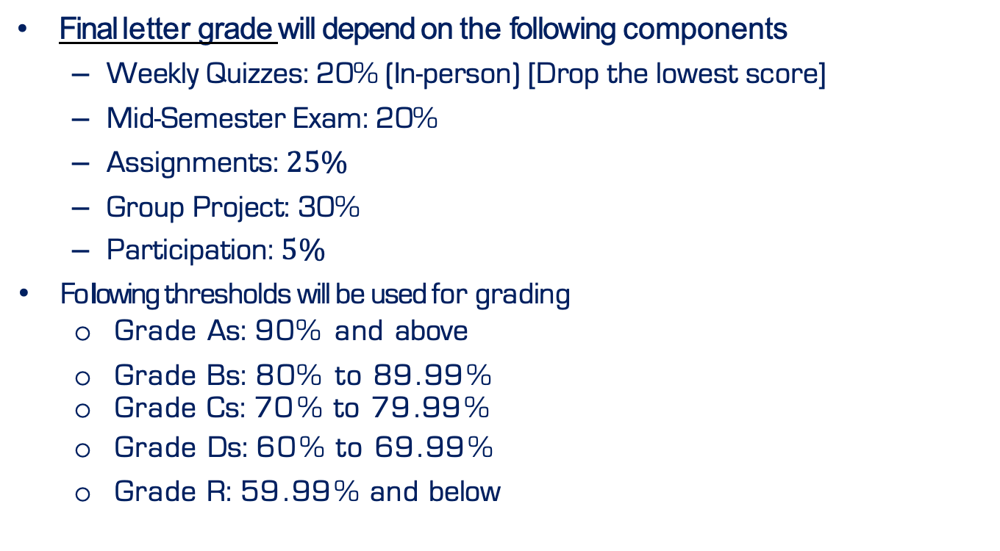 • Final letter grade will depend on the following components
– Weekly Quizzes: 20% (In-person) [Drop the lowest score]
– Mid-Semester Exam: 20%
– Assignments: 25%
– Group Project: 30%
– Participation: 5%
• Following thresholds will be used for grading
o Grade As: 90% and above
o Grade Bs: 80% to 89.99%
o Grade Cs: 70% to 79.99%
o Grade Ds: 60% to 69.99%
o Grade R: 59.99% and below